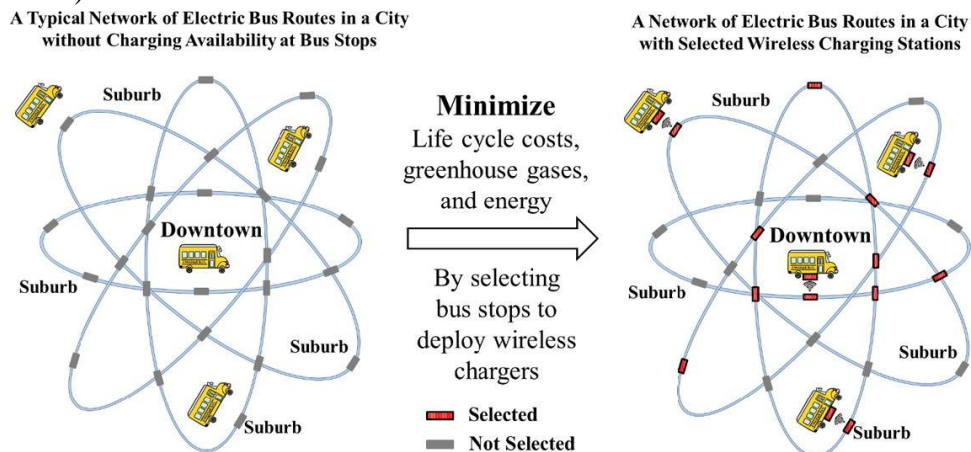 A Typical Network of Electric Bus Routes in a City
without Charging Availability at Bus Stops
Suburb
Downtown
Suburb
Suburb
Suburb
Minimize
Life cycle costs,
greenhouse gases,
and energy
By selecting
bus stops to
deploy wireless
chargers
Selected
Not Selected
A Network of Electric Bus Routes in a City
with Selected Wireless Charging Stations
Suburb
Downtown
Suburb
Suburb
Suburb